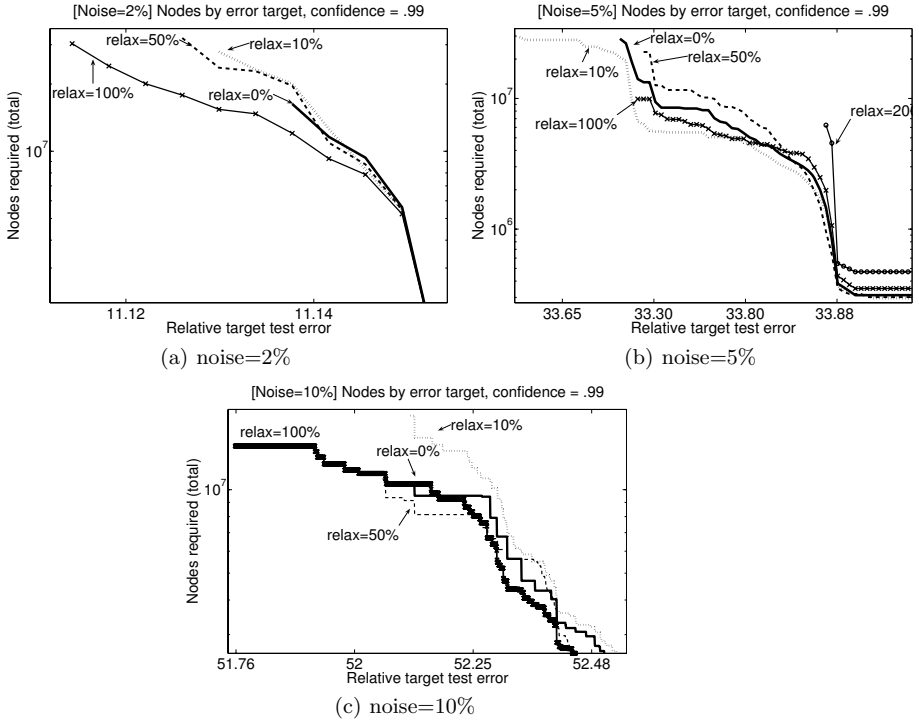 [Noise=2%] Nodes by error target, confidence = .99
relax=50%
relax=10%
relax=0%
relax=100%
10^7
Nodes required (total)
11.12 11.14
Relative target test error
(a) noise=2%
[Noise=5%] Nodes by error target, confidence = .99
relax=0%
relax=50%
relax=10%
relax=100%
relax=20
10^7
10^6
Nodes required (total)
33.65 33.30 33.80 33.88
Relative target test error
(b) noise=5%
[Noise=10%] Nodes by error target, confidence = .99
relax=100%
relax=10%
relax=0%
relax=50%
10^7
Nodes required (total)
51.76 52 52.25 52.48
Relative target test error
(c) noise=10%